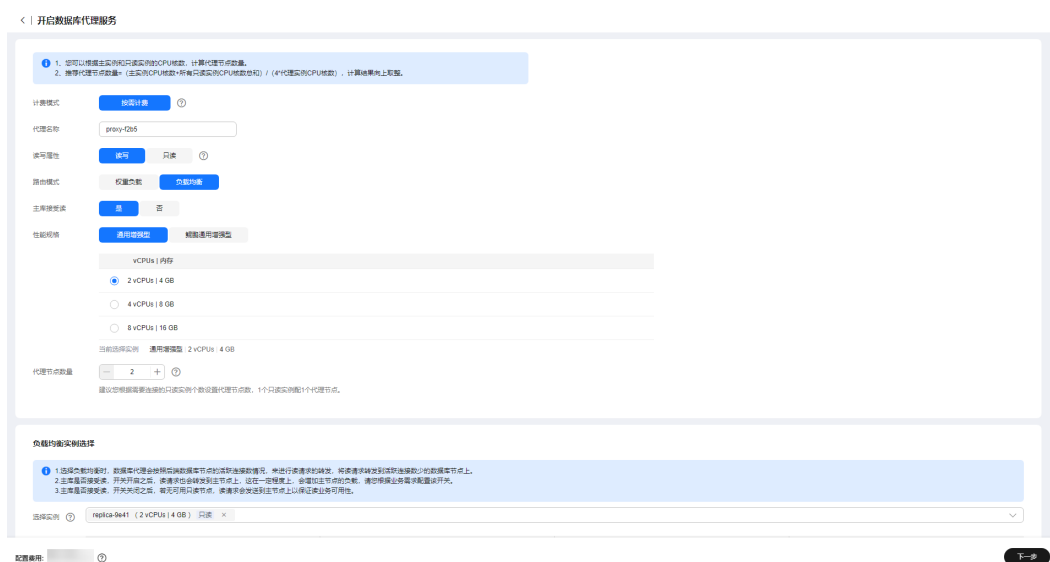 开启数据库代理服务
1、您可以根据主实例和只读实例的CPU核数，计算代理节点数量。
2、推荐代理节点数量=（主实例CPU核数+所有只读实例CPU核数总和）/（4*代理实例CPU核数），计算结果向上取整。
计费模式 按需计费
代理名称 proxy-f2b5
读写属性 读写 只读
路由模式 权重负载 负载均衡
主库接受读 是 否
性能规格 通用增强型 鲲鹏通用增强型
vCPUs | 内存
2 vCPUs | 4 GB
4 vCPUs | 8 GB
8 vCPUs | 16 GB
当前选择实例 通用增强型 | 2 vCPUs | 4 GB
代理节点数量 — 2 +
建议您根据需要连接的只读实例个数设置代理节点数，1个只读实例配1个代理节点。
负载均衡实例选择
1.选择负载均衡时，数据库代理会按照后端数据库节点的活跃连接数情况，来进行读请求的转发，将读请求转发到活跃连接数少的数据库节点上。
2.主库是否接受读，开关开启之后，读请求也会转发到主节点上，这在一定程度上，会增加主节点的负载，请您根据业务需求配置该开关。
3.主库是否接受读，开关关闭之后，若无可用只读节点，读请求会发送到主节点上以保证读业务可用性。
选择实例 replica-9e41 （2 vCPUs | 4 GB） 只读 ×
配置费用:
下一步